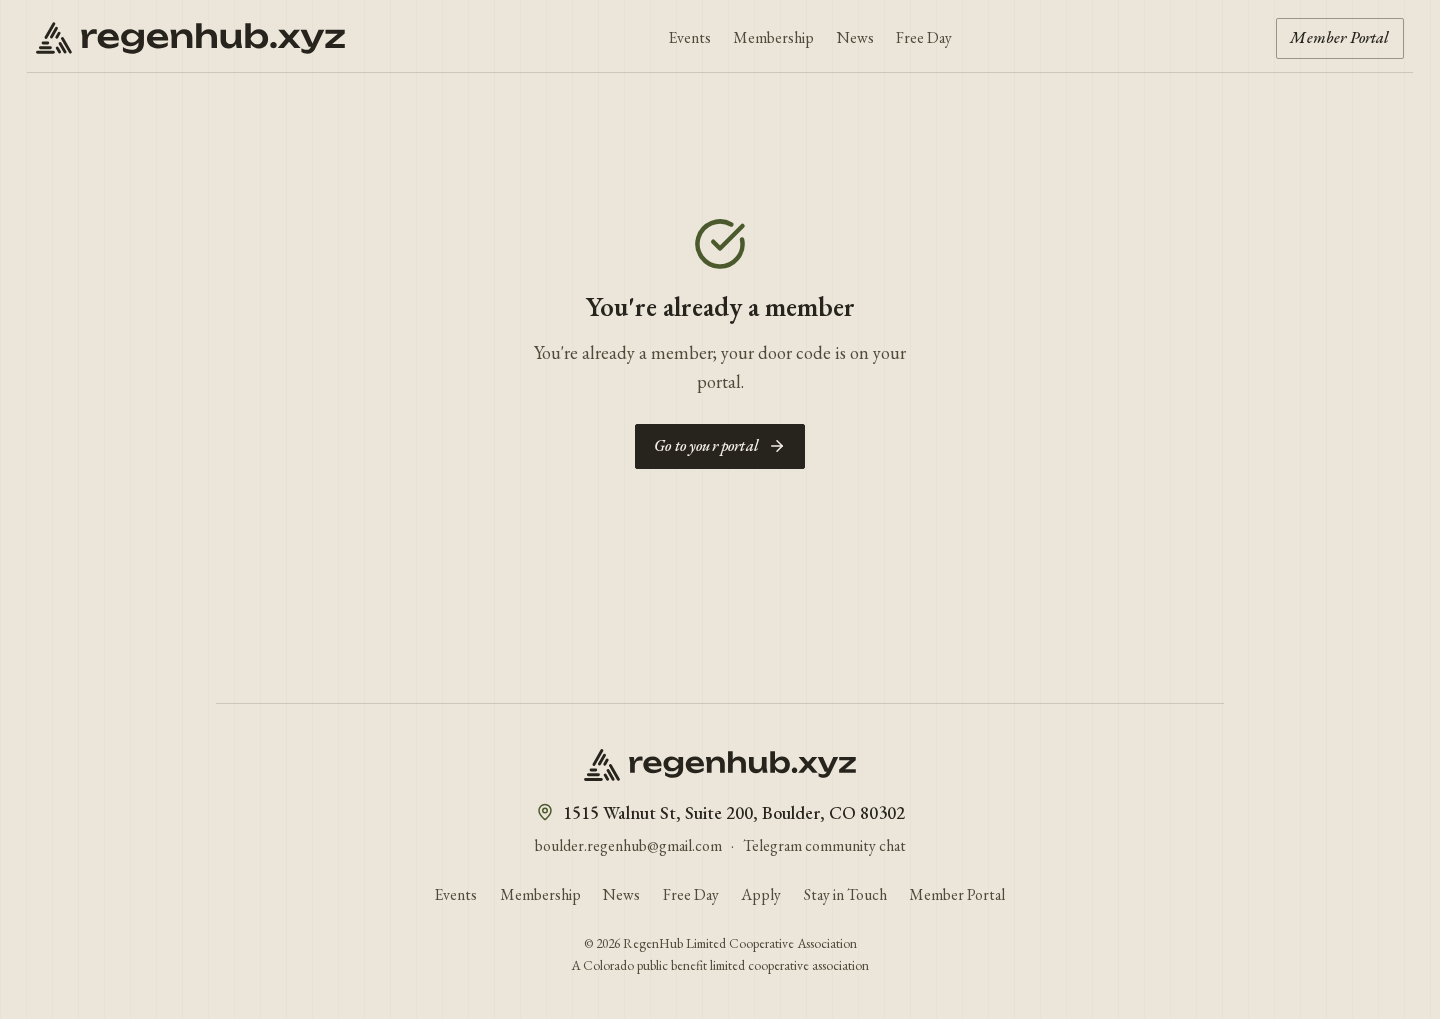 regenhub.xyz
Events Membership News Free Day
Member Portal
You're already a member
You're already a member; your door code is on your
portal.
Go to your portal
regenhub.xyz
1515 Walnut St, Suite 200, Boulder, CO 80302
boulder.regenhub@gmail.com · Telegram community chat
Events Membership News Free Day Apply Stay in Touch Member Portal
© 2026 RegenHub Limited Cooperative Association
A Colorado public benefit limited cooperative association